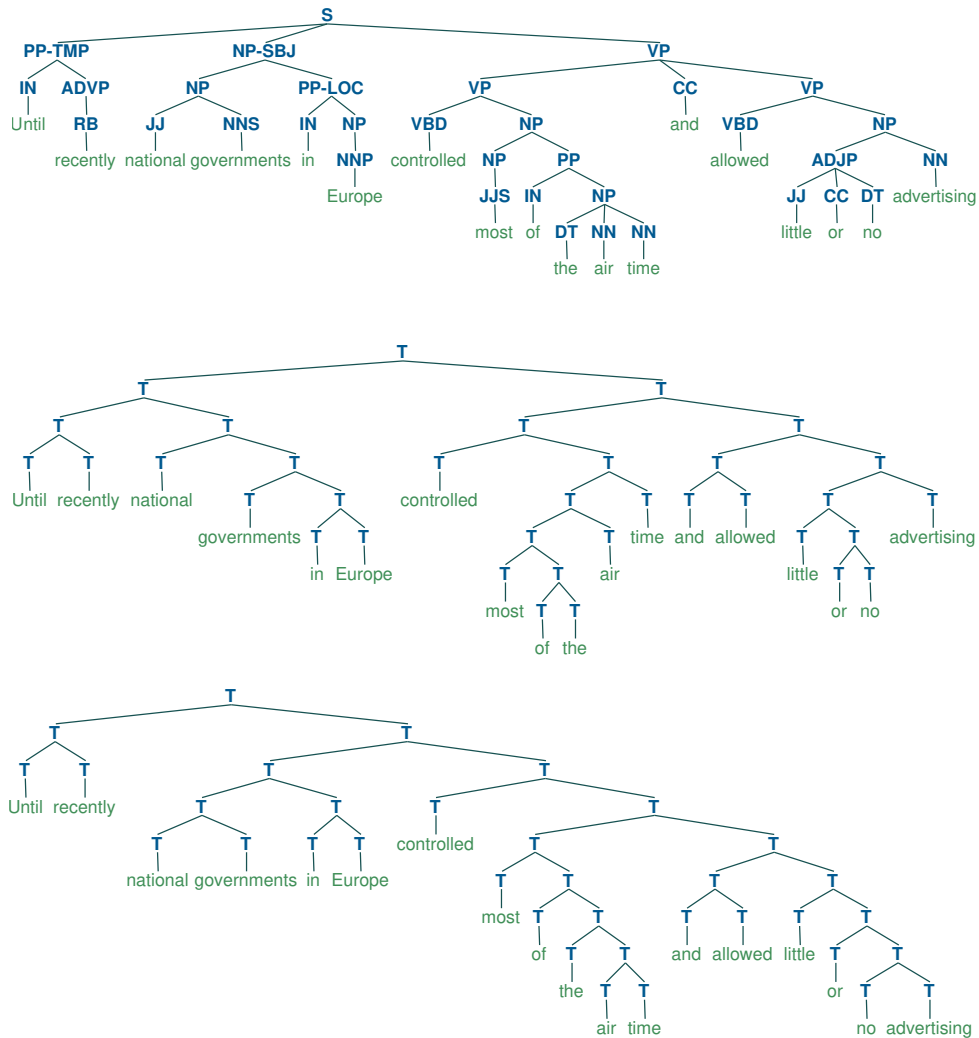 S
PP-TMP NP-SBJ VP
IN ADVP NP PP-LOC VP CC VP
Until RB JJ NNS IN NP VBD NP and VBD NP
recently national governments in NNP controlled NP PP allowed ADJP NN
Europe JJS IN NP JJ CC DT advertising
most of DT NN NN little or no
the air time
T
T T
T T T T
T T T T T T T T
Until recently national T T controlled T T T T T T
governments T T T T time and allowed T T advertising
in Europe T T air little T T
most T T or no
of the
T
T T
T T T T
Until recently T T T T
national T T T T controlled T T
national governments in Europe T T T T
most T T T T T T
of T T and allowed little T T
the T T or T T
air time no advertising